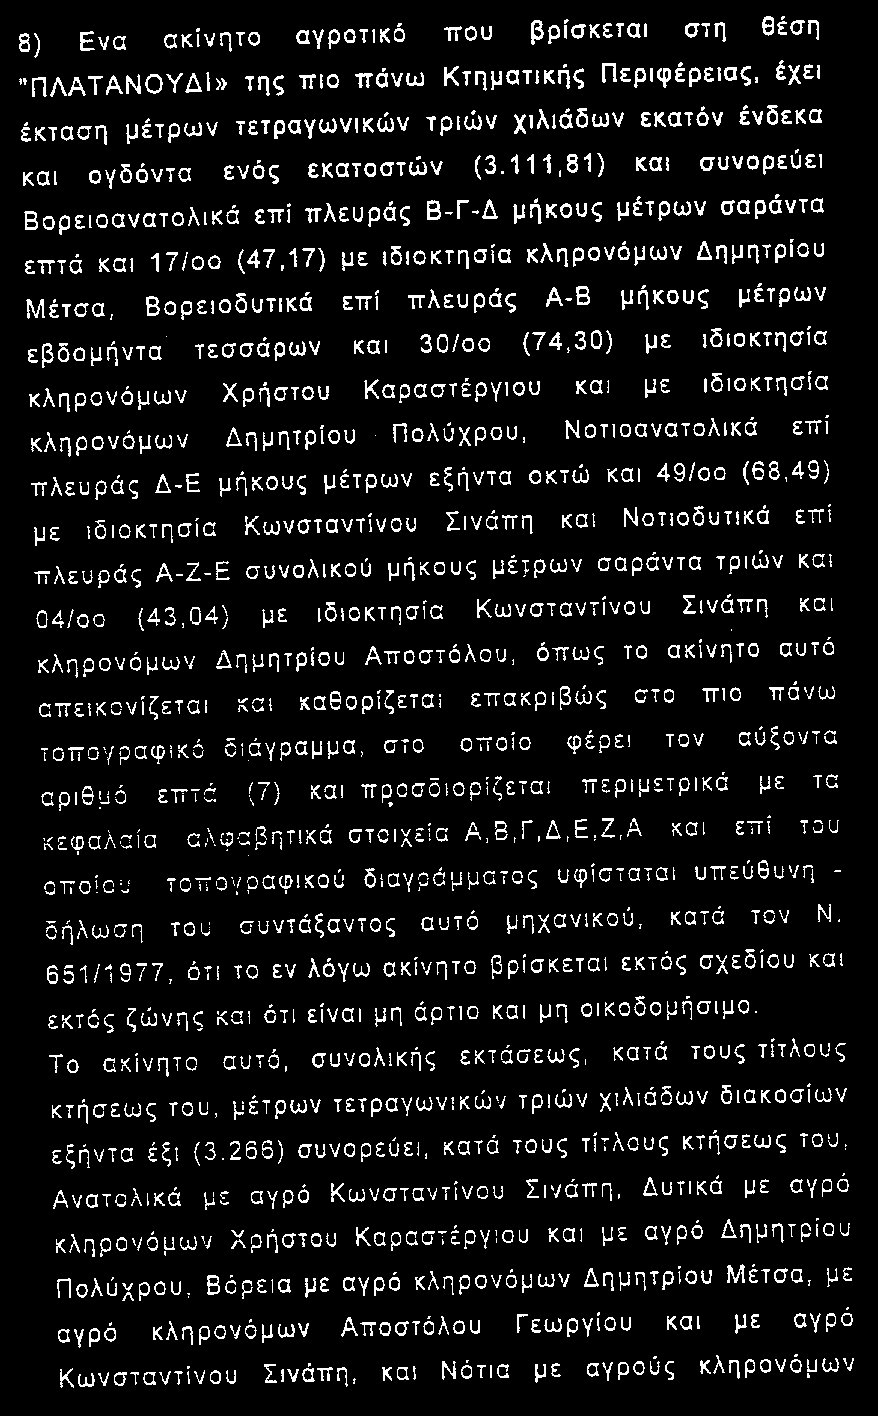 8) Ενα ακίνητο αγροτικό που βρίσκεται στη θέση
"ΠΛΑΤΑΝΟΥΔΙ» της πιο πάνω Κτηματικής Περιφέρειας, έχει
έκταση μέτρων τετραγωνικών τριών χιλιάδων εκατόν ένδεκα
και ογδόντα ενός εκατοστών (3.111,81) και συνορεύει
Βορειοανατολικά επί πλευράς Β-Γ-Δ μήκους μέτρων σαράντα
επτά και 17/οο (47,17) με ιδιοκτησία κληρονόμων Δημητρίου
Μέτσα, Βορειοδυτικά επί πλευράς Α-Β μήκους μέτρων
εβδομήντα τεσσάρων και 30/οο (74,30) με ιδιοκτησία
κληρονόμων Χρήστου Καραστέργιου και με ιδιοκτησία
κληρονόμων Δημητρίου Πολύχρου, Νοτιοανατολικά επί
πλευράς Δ-Ε μήκους μέτρων εξήντα οκτώ και 49/οο (68,49)
με ιδιοκτησία Κωνσταντίνου Σινάπη και Νοτιοδυτικά επί
πλευράς Α-Ζ-Ε συνολικού μήκους μέτρων σαράντα τριών και
04/οο (43,04) με ιδιοκτησία Κωνσταντίνου Σινάπη και
κληρονόμων Δημητρίου Αποστόλου, όπως το ακίνητο αυτό
απεικονίζεται και καθορίζεται επακριβώς στο πιο πάνω
τοπογραφικό διάγραμμα, στο οποίο φέρει τον αύξοντα
αριθμό επτά (7) και προσδιορίζεται περιμετρικά με τα
κεφαλαία αλφαβητικά στοιχεία Α,Β,Γ,Δ,Ε,Ζ,Α και επί του
οποίου τοπογραφικού διαγράμματος υφίσταται υπεύθυνη -
δήλωση του συντάξαντος αυτό μηχανικού, κατά τον Ν.
651/1977, ότι το εν λόγω ακίνητο βρίσκεται εκτός σχεδίου και
εκτός ζώνης και ότι είναι μη άρτιο και μη οικοδομήσιμο.
Το ακίνητο αυτό, συνολικής εκτάσεως, κατά τους τίτλους
κτήσεως του, μέτρων τετραγωνικών τριών χιλιάδων διακοσίων
εξήντα έξι (3.266) συνορεύει, κατά τους τίτλους κτήσεως του,
Ανατολικά με αγρό Κωνσταντίνου Σινάπη, Δυτικά με αγρό
κληρονόμων Χρήστου Καραστέργιου και με αγρό Δημητρίου
Πολύχρου, Βόρεια με αγρό κληρονόμων Δημητρίου Μέτσα, με
αγρό κληρονόμων Αποστόλου Γεωργίου και με αγρό
Κωνσταντίνου Σινάπη, και Νότια με αγρούς κληρονόμων